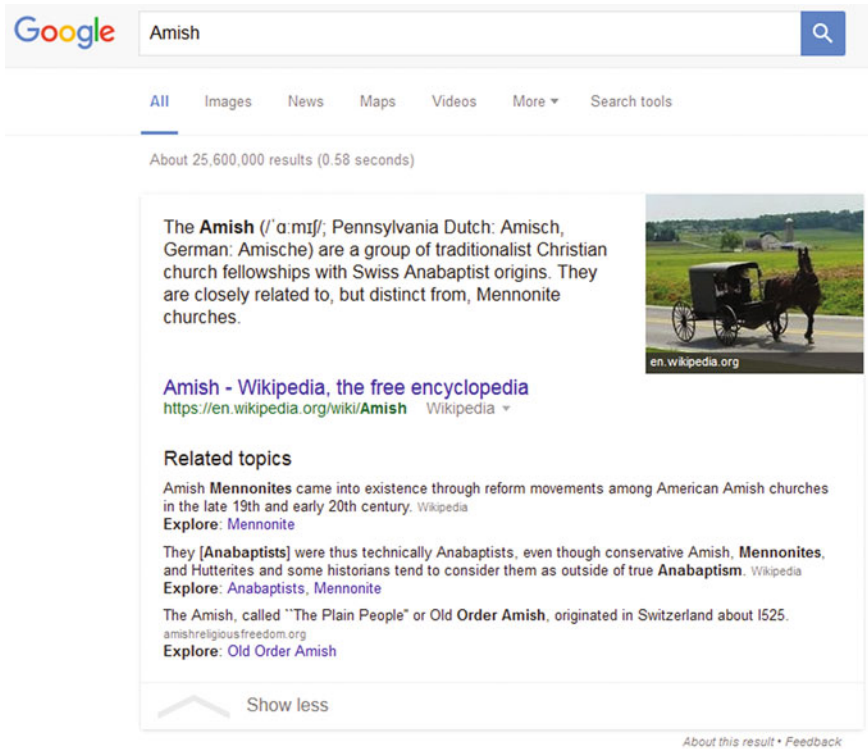 Google
Amish
All Images News Maps Videos More Search tools
About 25,600,000 results (0.58 seconds)
The Amish (/ˈɑːmɪʃ/; Pennsylvania Dutch: Amisch,
German: Amische) are a group of traditionalist Christian
church fellowships with Swiss Anabaptist origins. They
are closely related to, but distinct from, Mennonite
churches.
en.wikipedia.org
Amish - Wikipedia, the free encyclopedia
https://en.wikipedia.org/wiki/Amish Wikipedia
Related topics
Amish Mennonites came into existence through reform movements among American Amish churches
in the late 19th and early 20th century. Wikipedia
Explore: Mennonite
They [Anabaptists] were thus technically Anabaptists, even though conservative Amish, Mennonites,
and Hutterites and some historians tend to consider them as outside of true Anabaptism. Wikipedia
Explore: Anabaptists, Mennonite
The Amish, called ``The Plain People" or Old Order Amish, originated in Switzerland about I525.
amishreligiousfreedom.org
Explore: Old Order Amish
Show less
About this result • Feedback